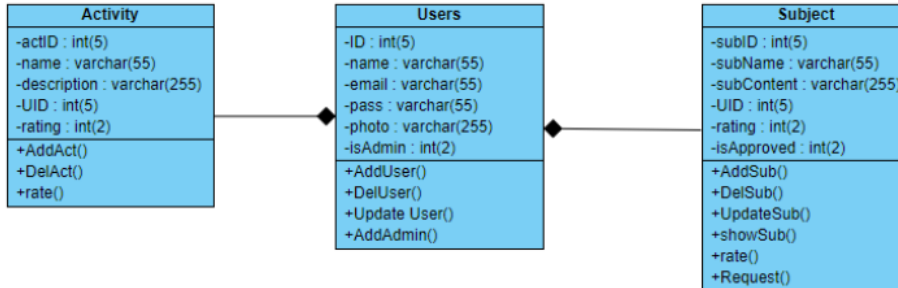 Activity
-actID : int(5)
-name : varchar(55)
-description : varchar(255)
-UID : int(5)
-rating : int(2)
+AddAct()
+DelAct()
+rate()
Users
-ID : int(5)
-name : varchar(55)
-email : varchar(55)
-pass : varchar(55)
-photo : varchar(255)
-isAdmin : int(2)
+AddUser()
+DelUser()
+Update User()
+AddAdmin()
Subject
-subID : int(5)
-subName : varchar(55)
-subContent : varchar(255)
-UID : int(5)
-rating : int(2)
-isApproved : int(2)
+AddSub()
+DelSub()
+UpdateSub()
+showSub()
+rate()
+Request()